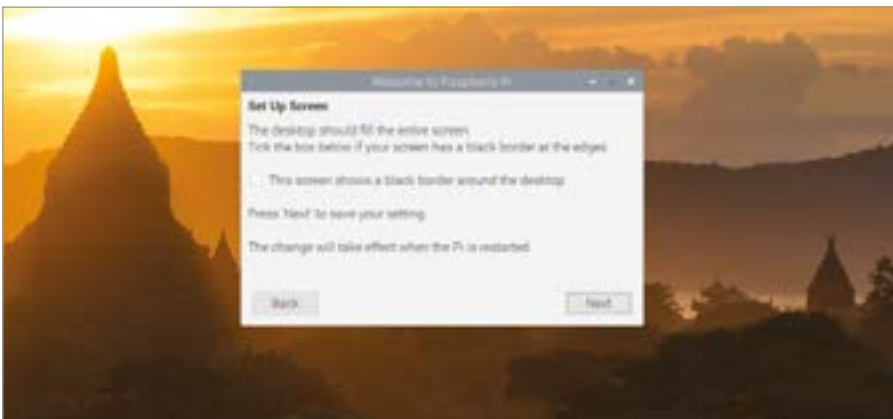 Welcome to Raspberry Pi
Set Up Screen
The desktop should fill the entire screen.
Tick the box below if your screen has a black border at the edges.
This screen shows a black border around the desktop
Press 'Next' to save your setting.
The change will take effect when the Pi is restarted.
Back
Next